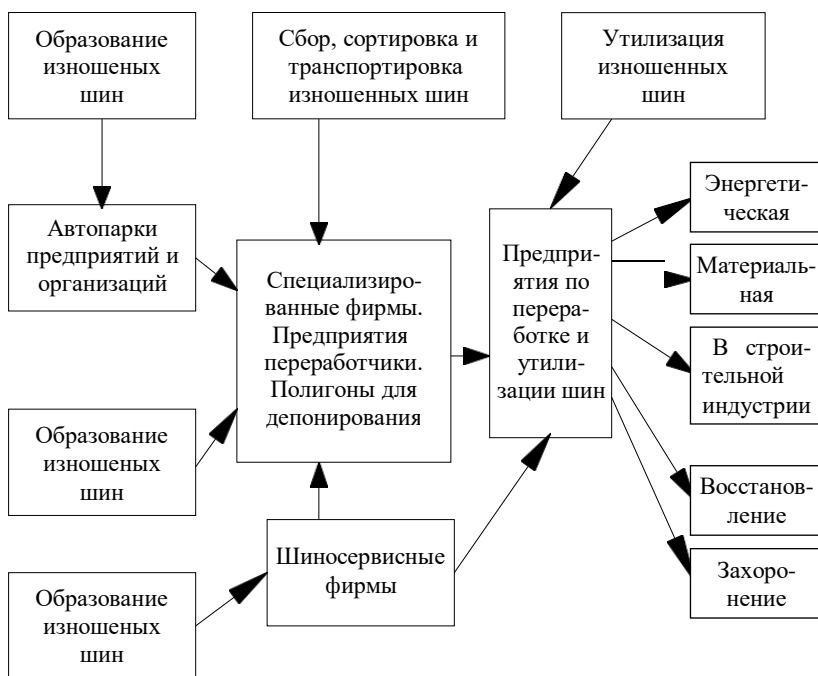 Образование
изношеных
шин
Сбор, сортировка и
транспортировка
изношенных шин
Утилизация
изношенных
шин
Автопарки
предприятий и
организаций
Специализиро-
ванные фирмы.
Предприятия
переработчики.
Полигоны для
депонирования
Предпри-
ятия по
перера-
ботке и
утили-
зации шин
Энергети-
ческая
Материаль-
ная
В строи-
тельной
индустрии
Восстанов-
ление
Захоро-
нение
Образование
изношеных
шин
Шиносервисные
фирмы
Образование
изношеных
шин